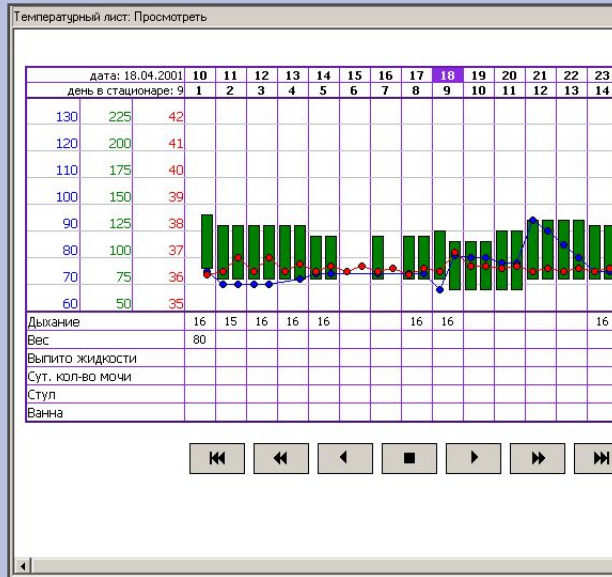 Температурный лист: Просмотреть
дата: 18.04.2001 10 11 12 13 14 15 16 17 18 19 20 21 22 23
день в стационаре: 9 1 2 3 4 5 6 7 8 9 10 11 12 13 14
130 225 42
120 200 41
110 175 40
100 150 39
90 125 38
80 100 37
70 75 36
60 50 35
Дыхание 16 15 16 16 16 16 16 16
Вес 80
Выпито жидкости
Сут. кол-во мочи
Стул
Ванна